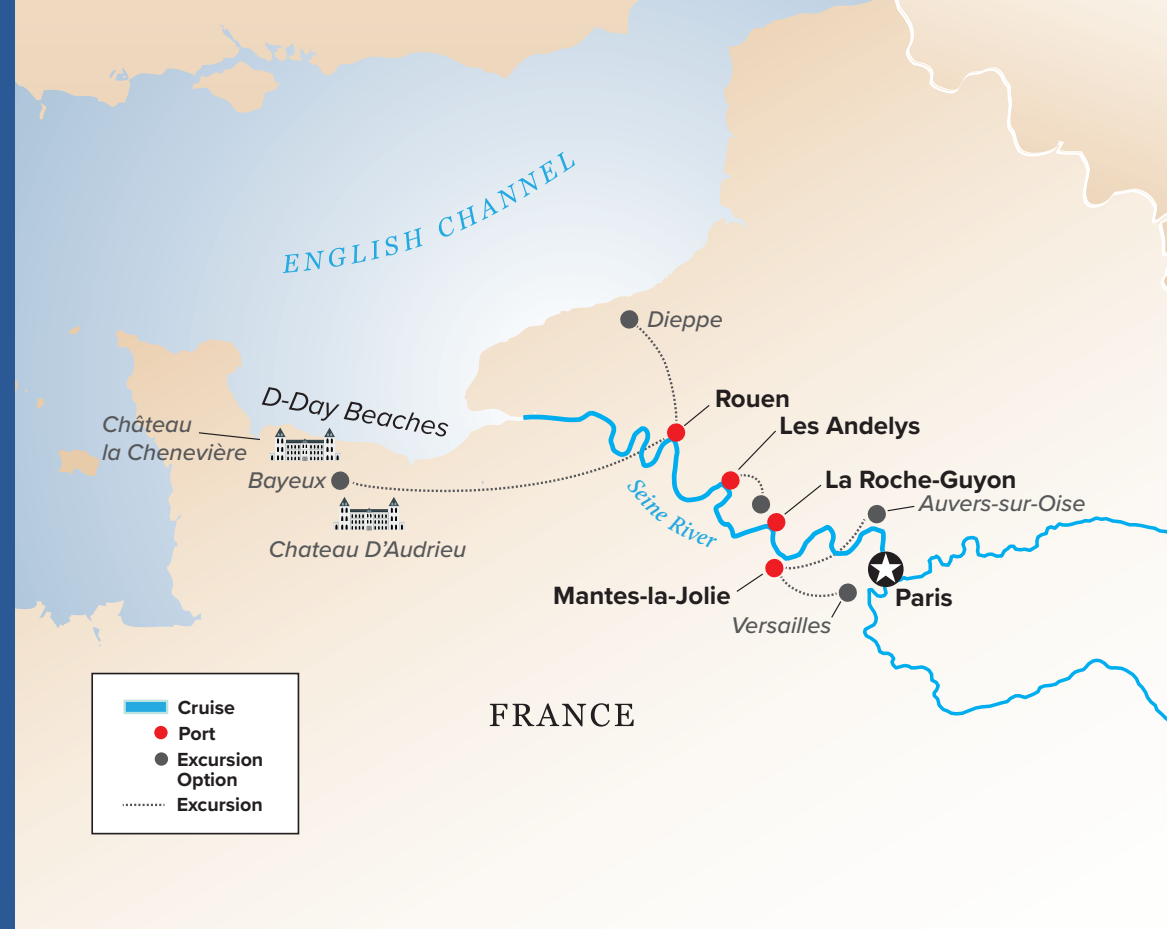 ENGLISH CHANNEL
Dieppe
D-Day Beaches
Rouen
Château
la Chenevière
Les Andelys
Bayeux
La Roche-Guyon
Auvers-sur-Oise
Seine River
Chateau D’Audrieu
Mantes-la-Jolie
Paris
Versailles
FRANCE
Cruise
Port
Excursion
Option
Excursion